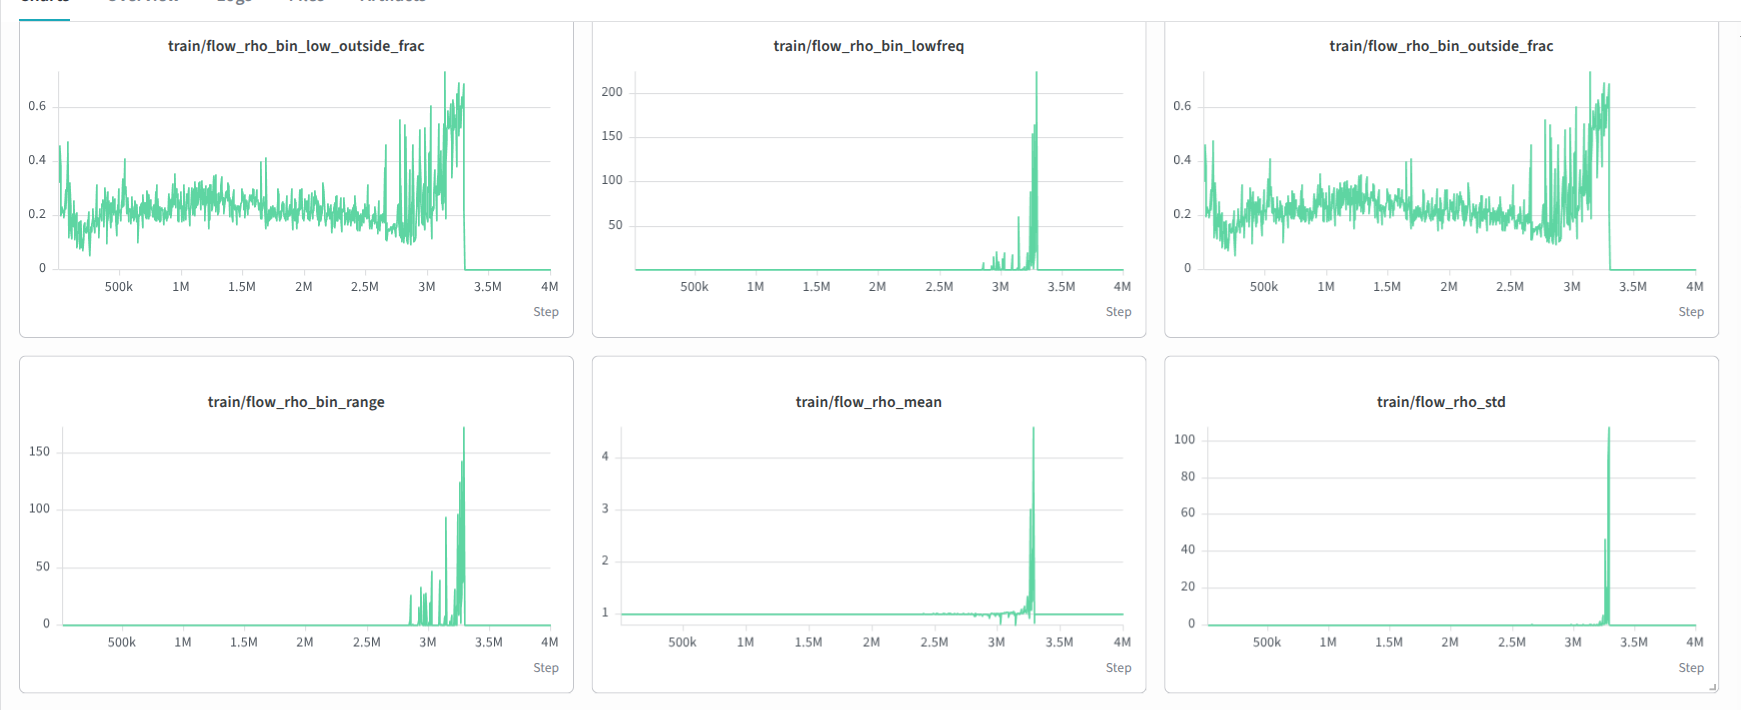 Charts Overview Logs Files Artifacts
train/flow_rho_bin_low_outside_frac
0.6
0.4
0.2
0
500k 1M 1.5M 2M 2.5M 3M 3.5M 4M
Step
train/flow_rho_bin_lowfreq
200
150
100
50
500k 1M 1.5M 2M 2.5M 3M 3.5M 4M
Step
train/flow_rho_bin_outside_frac
0.6
0.4
0.2
0
500k 1M 1.5M 2M 2.5M 3M 3.5M 4M
Step
train/flow_rho_bin_range
150
100
50
0
500k 1M 1.5M 2M 2.5M 3M 3.5M 4M
Step
train/flow_rho_mean
4
3
2
1
500k 1M 1.5M 2M 2.5M 3M 3.5M 4M
Step
train/flow_rho_std
100
80
60
40
20
0
500k 1M 1.5M 2M 2.5M 3M 3.5M 4M
Step